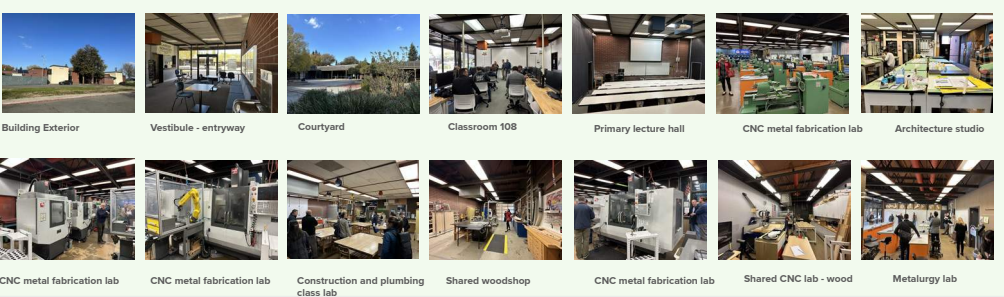 Building Exterior
Vestibule - entryway
Courtyard
Classroom 108
Primary lecture hall
CNC metal fabrication lab
Architecture studio
CNC metal fabrication lab
CNC metal fabrication lab
Construction and plumbing
class lab
Shared woodshop
CNC metal fabrication lab
Shared CNC lab - wood
Metalurgy lab